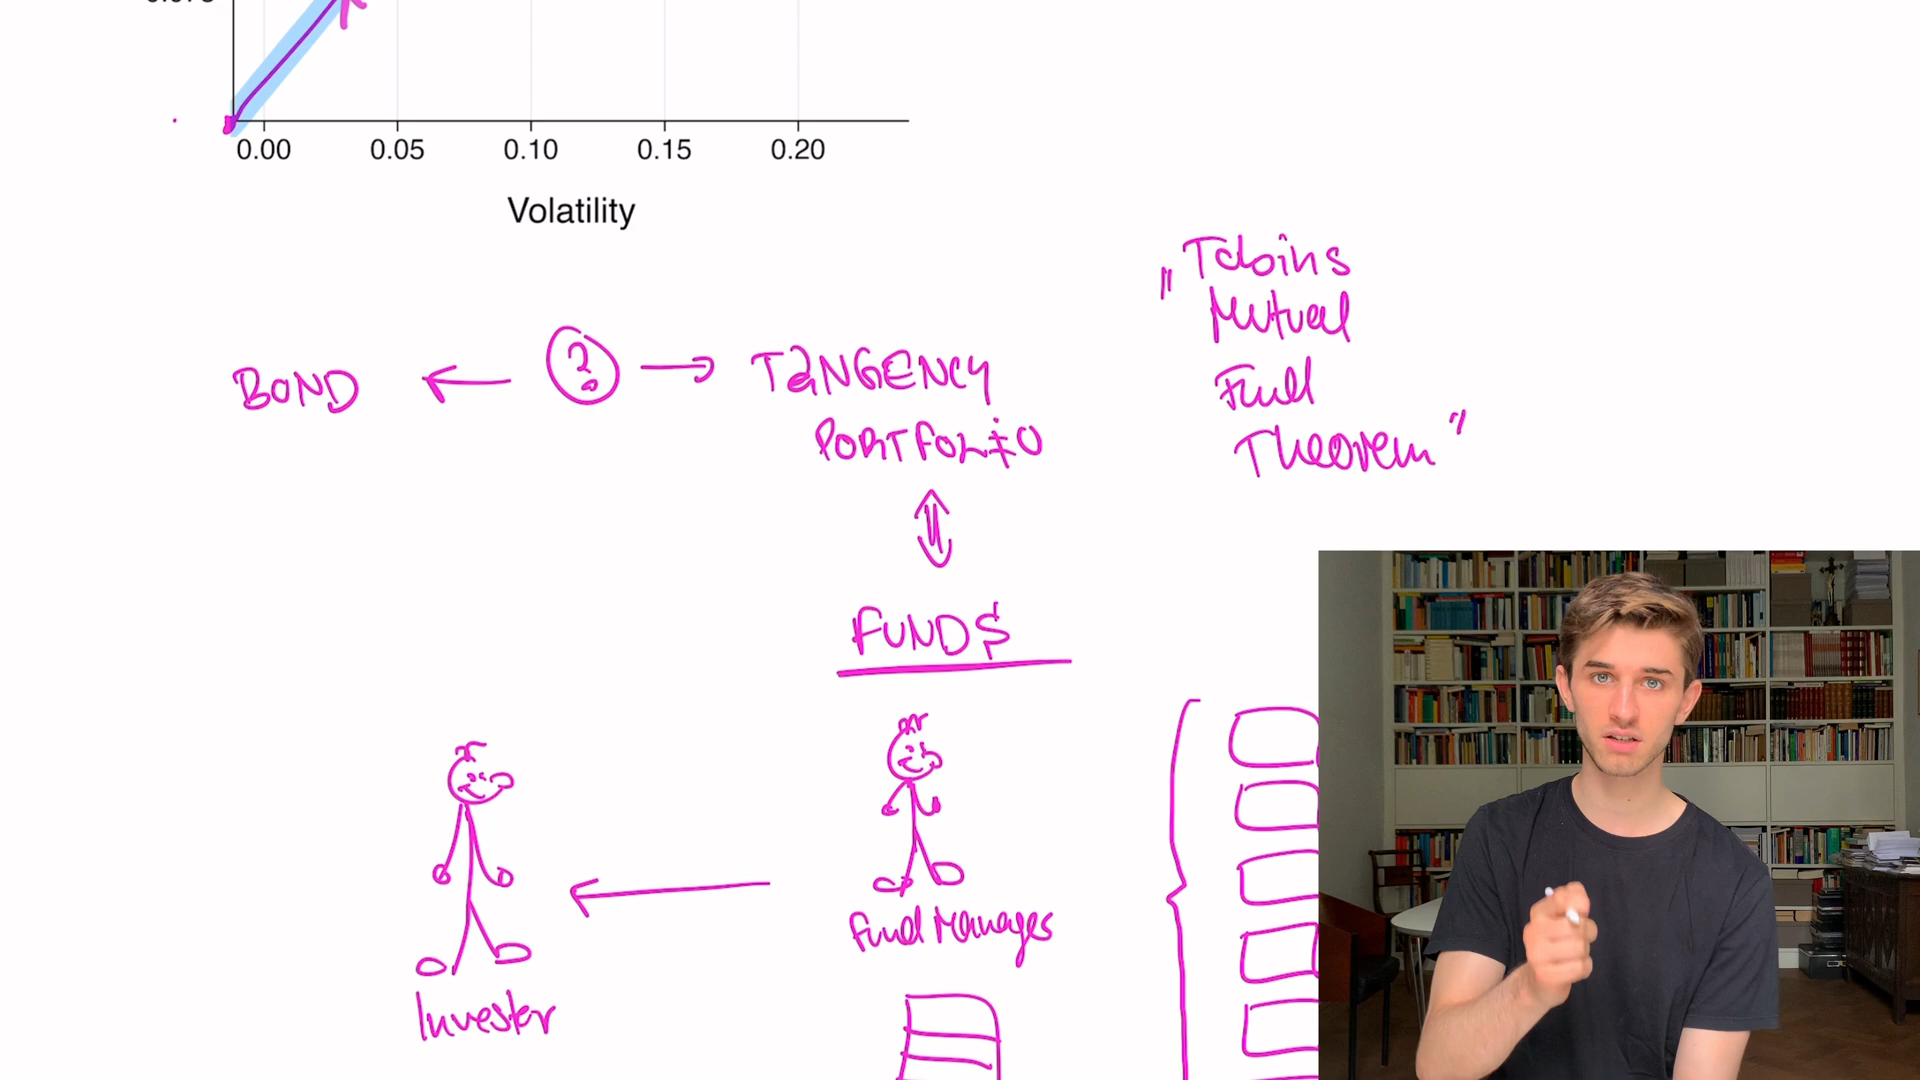 0.00 0.05 0.10 0.15 0.20
Volatility
"Tobins
Mutual
Fund
Theorem"
BOND ← ? → TANGENCY
PORTFOLIO
FUND$
Fund Manager
Investor